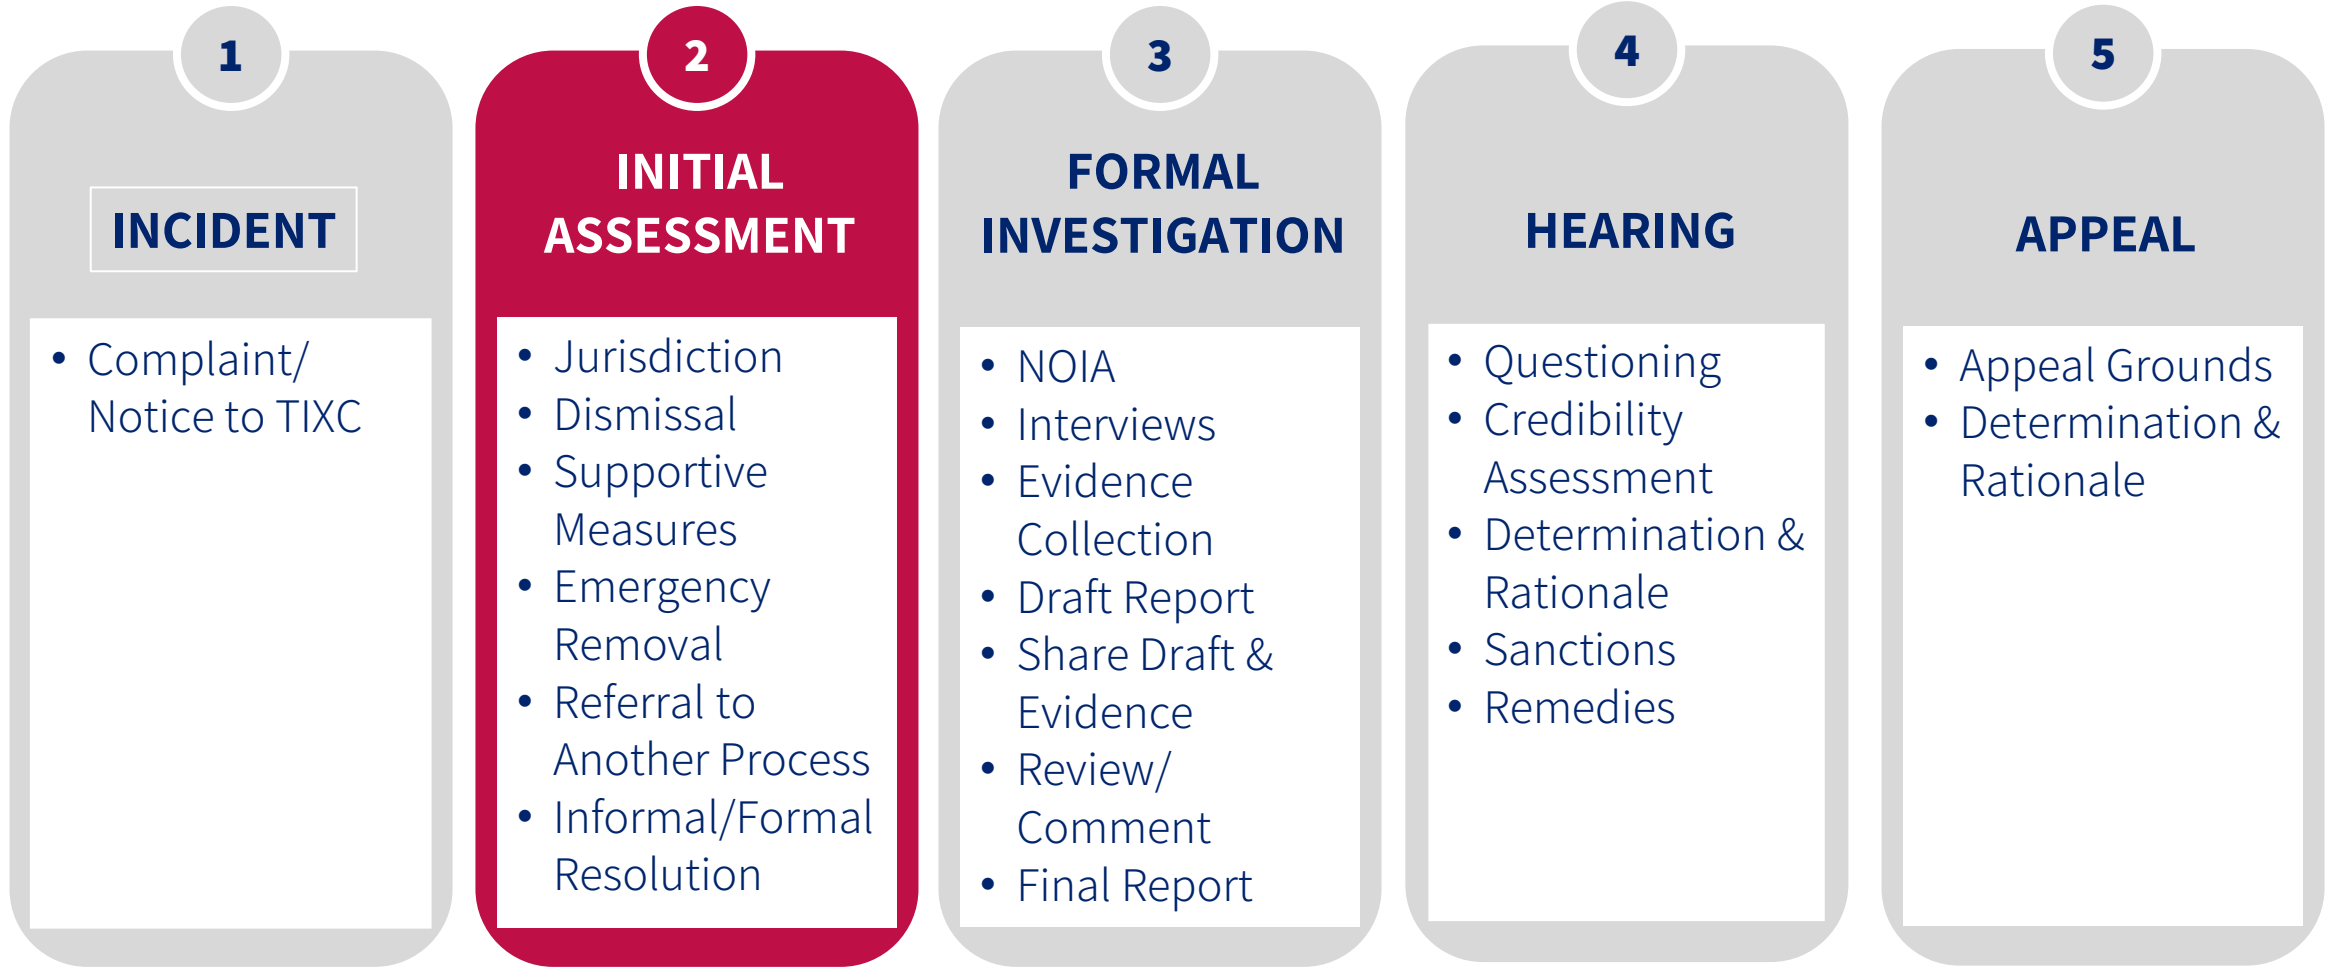 1
INCIDENT
• Complaint/
Notice to TIXC
2
INITIAL
ASSESSMENT
• Jurisdiction
• Dismissal
• Supportive
Measures
• Emergency
Removal
• Referral to
Another Process
• Informal/Formal
Resolution
3
FORMAL
INVESTIGATION
• NOIA
• Interviews
• Evidence
Collection
• Draft Report
• Share Draft &
Evidence
• Review/
Comment
• Final Report
4
HEARING
• Questioning
• Credibility
Assessment
• Determination &
Rationale
• Sanctions
• Remedies
5
APPEAL
• Appeal Grounds
• Determination &
Rationale